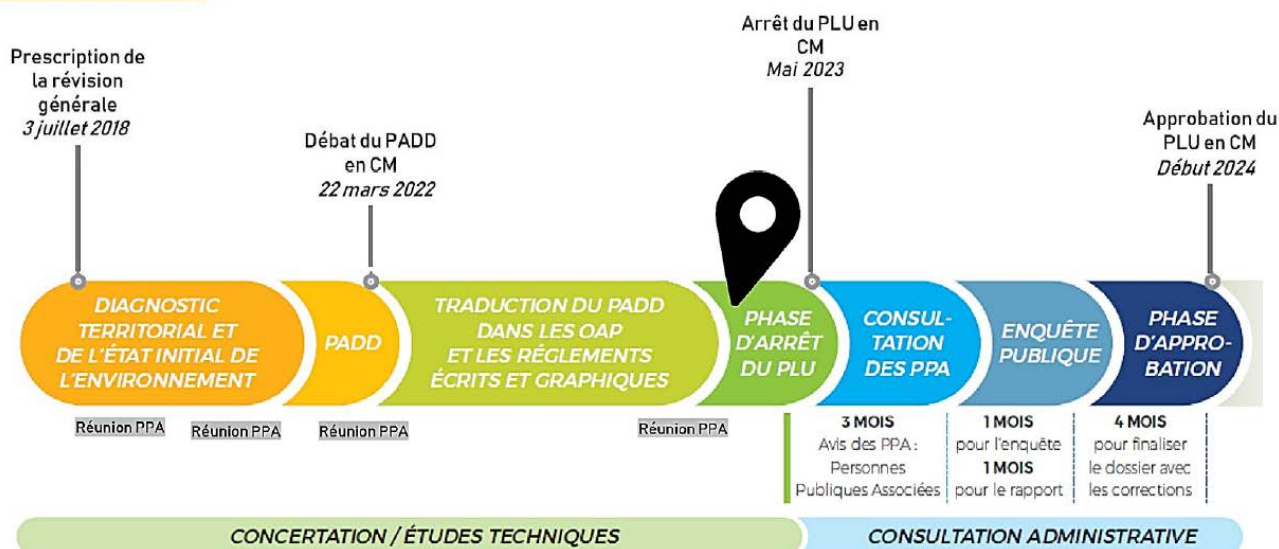 Prescription de
la révision
générale
3 juillet 2018
Débat du PADD
en CM
22 mars 2022
Arrêt du PLU en
CM
Mai 2023
Approbation du
PLU en CM
Début 2024
DIAGNOSTIC
TERRITORIAL ET
DE L'ÉTAT INITIAL DE
L'ENVIRONNEMENT
PADD
TRADUCTION DU PADD
DANS LES OAP
ET LES RÉGLEMENTS
ÉCRITS ET GRAPHIQUES
PHASE
D'ARRÊT
DU PLU
CONSUL-
TATION
DES PPA
ENQUÊTE
PUBLIQUE
PHASE
D'APPRO-
BATION
Réunion PPA
Réunion PPA
Réunion PPA
Réunion PPA
3 MOIS
Avis des PPA :
Personnes
Publiques Associées
1 MOIS
pour l'enquête
1 MOIS
pour le rapport
4 MOIS
pour finaliser
le dossier avec
les corrections
CONCERTATION / ÉTUDES TECHNIQUES
CONSULTATION ADMINISTRATIVE